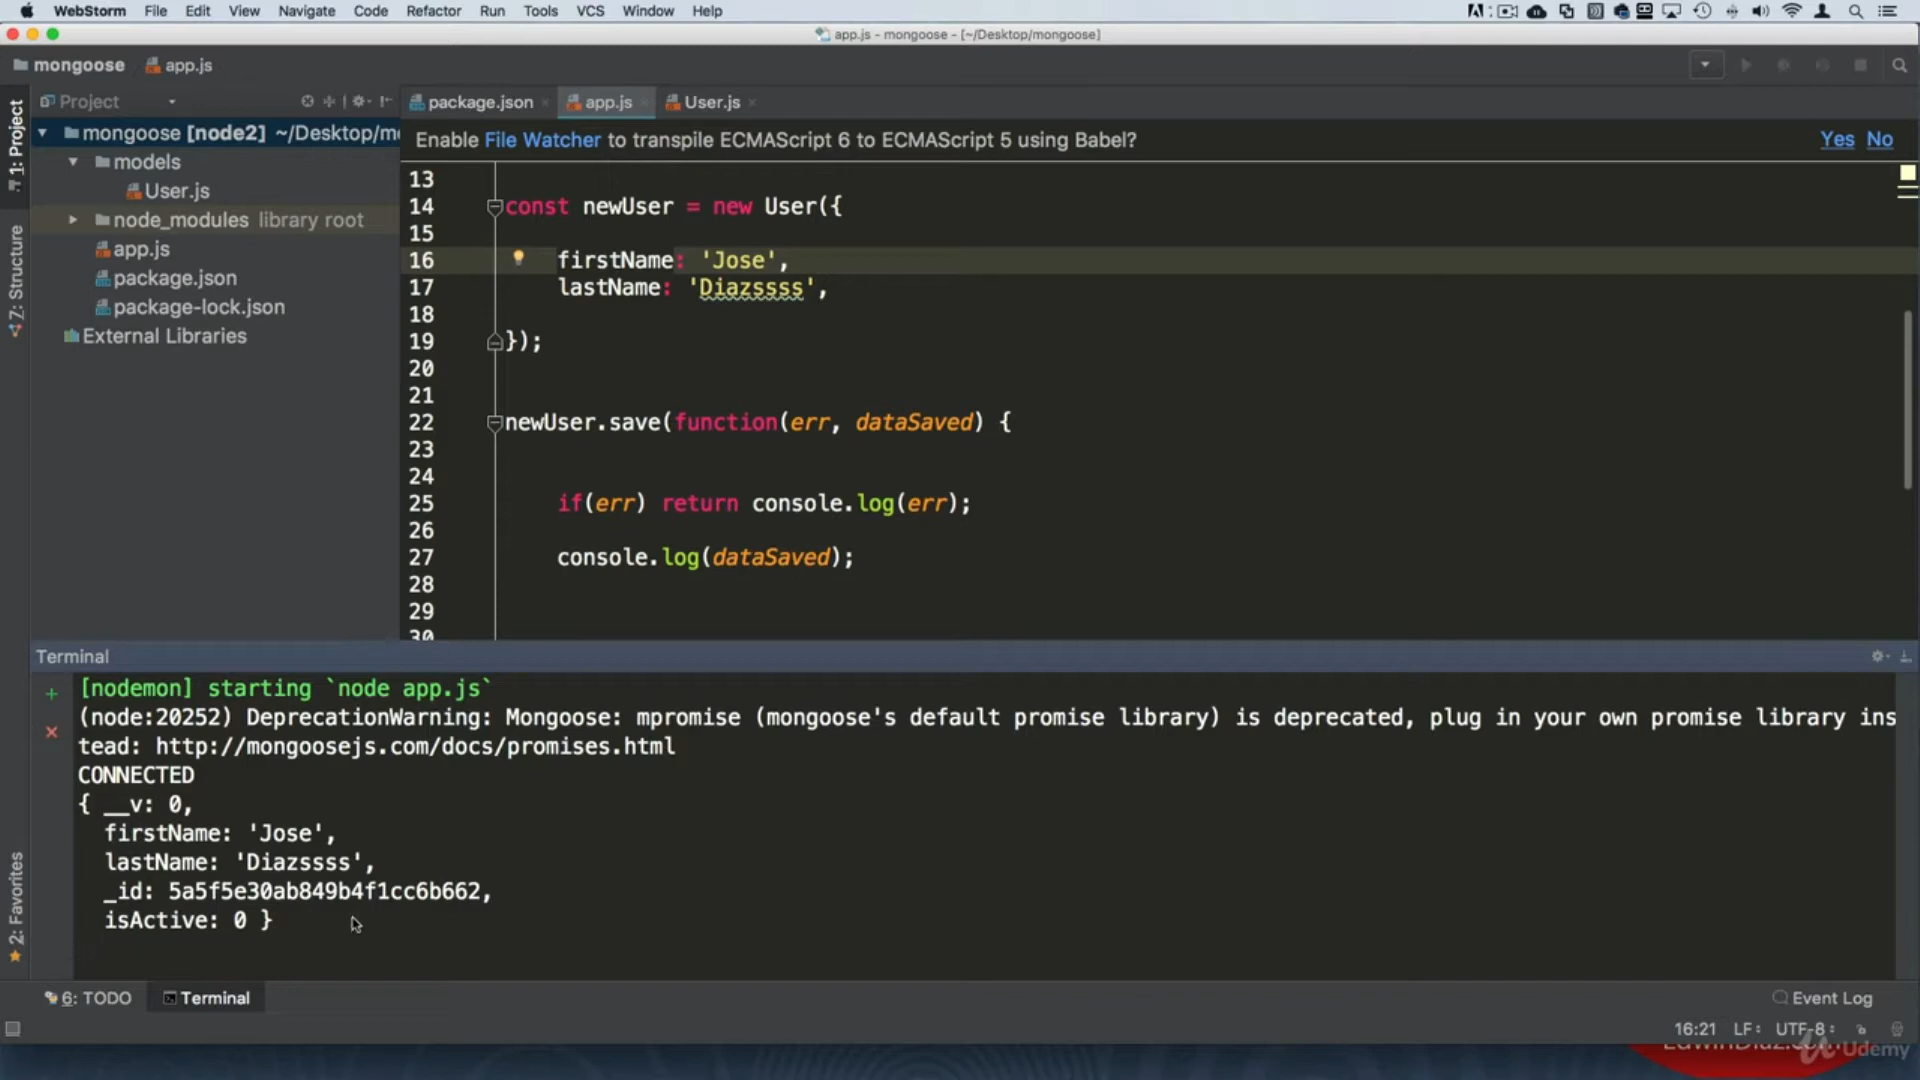 WebStorm File Edit View Navigate Code Refactor Run Tools VCS Window Help
app.js - mongoose - [~/Desktop/mongoose]
mongoose app.js
Project package.json app.js User.js
1: Project
7: Structure
2: Favorites
mongoose [node2] ~/Desktop/m
models
User.js
node_modules library root
app.js
package.json
package-lock.json
External Libraries
Enable File Watcher to transpile ECMAScript 6 to ECMAScript 5 using Babel? Yes No
13
14 const newUser = new User({
15
16 firstName: 'Jose',
17 lastName: 'Diazssss',
18
19 });
20
21
22 newUser.save(function(err, dataSaved) {
23
24
25 if(err) return console.log(err);
26
27 console.log(dataSaved);
28
29
30
Terminal
[nodemon] starting `node app.js`
(node:20252) DeprecationWarning: Mongoose: mpromise (mongoose's default promise library) is deprecated, plug in your own promise library ins
tead: http://mongoosejs.com/docs/promises.html
CONNECTED
{ __v: 0,
firstName: 'Jose',
lastName: 'Diazssss',
_id: 5a5f5e30ab849b4f1cc6b662,
isActive: 0 }
6: TODO Terminal Event Log
16:21 LF: UTF-8:
Udemy